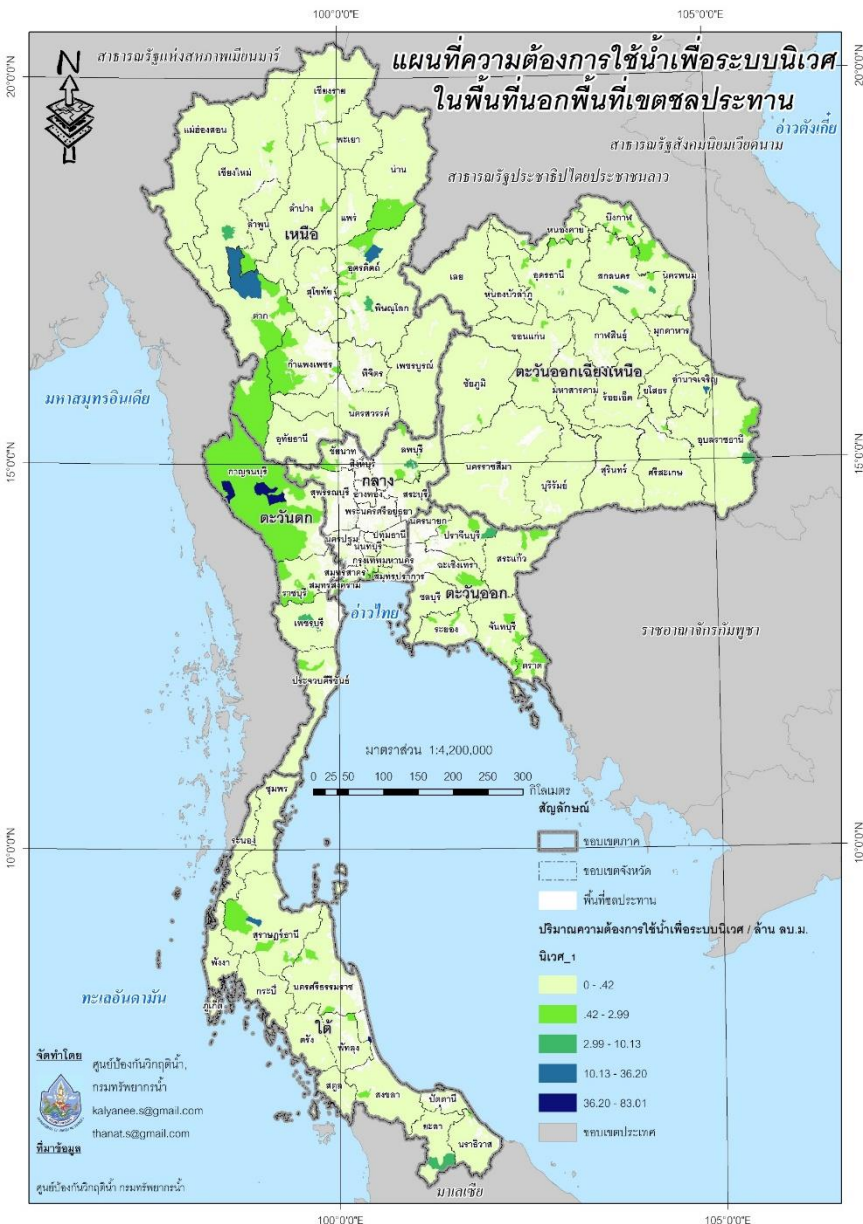 100°0'0"E
105°0'0"E
แผนที่ความต้องการใช้น้ำเพื่อระบบนิเวศ
ในพื้นที่นอกพื้นที่เขตชลประทาน
N
สาธารณรัฐแห่งสหภาพเมียนมาร์
20°0'0"N
20°0'0"N
อ่าวตังเกี๋ย
สาธารณรัฐสังคมนิยมเวียดนาม
สาธารณรัฐประชาธิปไตยประชาชนลาว
เชียงราย
แม่ฮ่องสอน
พะเยา
เชียงใหม่
น่าน
ลำปาง
แพร่
ลำพูน
เหนือ
อุตรดิตถ์
สุโขทัย
ตาก
พิษณุโลก
กำแพงเพชร
พิจิตร
เพชรบูรณ์
นครสวรรค์
อุทัยธานี
บึงกาฬ
หนองคาย
เลย
อุดรธานี
สกลนคร
นครพนม
หนองบัวลำภู
ขอนแก่น
กาฬสินธุ์
มุกดาหาร
ตะวันออกเฉียงเหนือ
ชัยภูมิ
มหาสารคาม
ร้อยเอ็ด
ยโสธร
อำนาจเจริญ
อุบลราชธานี
นครราชสีมา
บุรีรัมย์
สุรินทร์
ศรีสะเกษ
มหาสมุทรอินเดีย
15°0'0"N
15°0'0"N
ชัยนาท
ลพบุรี
สิงห์บุรี
กลาง
กาญจนบุรี
สุพรรณบุรี
อ่างทอง
สระบุรี
ตะวันตก
พระนครศรีอยุธยา
นครนายก
นครปฐม
ปทุมธานี
นนทบุรี
กรุงเทพมหานคร
ปราจีนบุรี
สระแก้ว
ฉะเชิงเทรา
สมุทรสาคร
สมุทรปราการ
สมุทรสงคราม
ราชบุรี
ชลบุรี
ตะวันออก
อ่าวไทย
เพชรบุรี
ระยอง
จันทบุรี
ตราด
ราชอาณาจักรกัมพูชา
ประจวบคีรีขันธ์
มาตราส่วน 1:4,200,000
0 25 50 100 150 200 250 300
กิโลเมตร
ชุมพร
ระนอง
10°0'0"N
10°0'0"N
สุราษฎร์ธานี
พังงา
กระบี่
นครศรีธรรมราช
ภูเก็ต
ใต้
ตรัง
พัทลุง
สตูล
สงขลา
ปัตตานี
ยะลา
นราธิวาส
มาเลเซีย
ทะเลอันดามัน
สัญลักษณ์
ขอบเขตภาค
ขอบเขตจังหวัด
พื้นที่ชลประทาน
ปริมาณความต้องการใช้น้ำเพื่อระบบนิเวศ / ล้าน ลบ.ม.
นิเวศ_1
0 - .42
.42 - 2.99
2.99 - 10.13
10.13 - 36.20
36.20 - 83.01
ขอบเขตประเทศ
จัดทำโดย
ศูนย์ป้องกันวิกฤติน้ำ,
กรมทรัพยากรน้ำ
kalyanee.s@gmail.com
thanat.s@gmail.com
ที่มาข้อมูล
ศูนย์ป้องกันวิกฤติน้ำ กรมทรัพยากรน้ำ
100°0'0"E
105°0'0"E